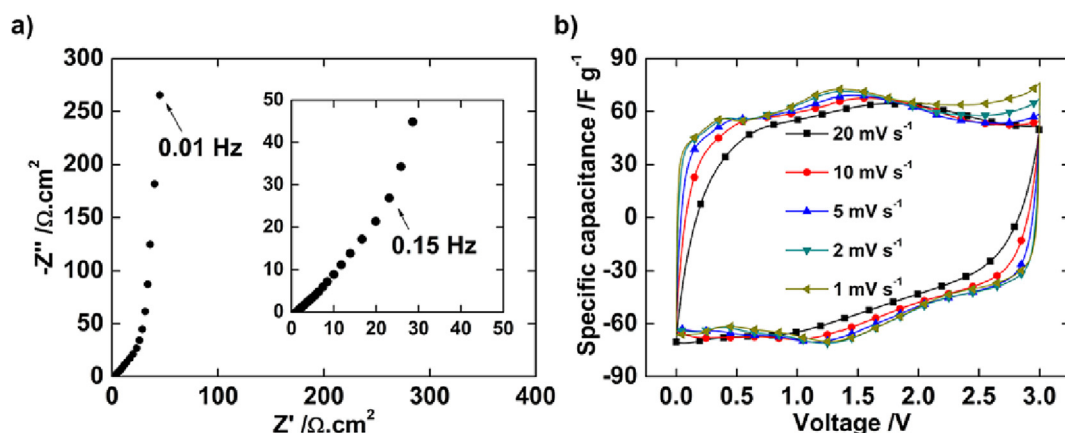 a)
-Z'' /Ω.cm²
300
250
200
150
100
50
0
0 100 200 300 400
Z' /Ω.cm²
0.01 Hz
50
40
30
20
10
0
0 10 20 30 40 50
0.15 Hz
b)
Specific capacitance /F g⁻¹
90
60
30
0
-30
-60
-90
0.0 0.5 1.0 1.5 2.0 2.5 3.0
Voltage /V
20 mV s⁻¹
10 mV s⁻¹
5 mV s⁻¹
2 mV s⁻¹
1 mV s⁻¹